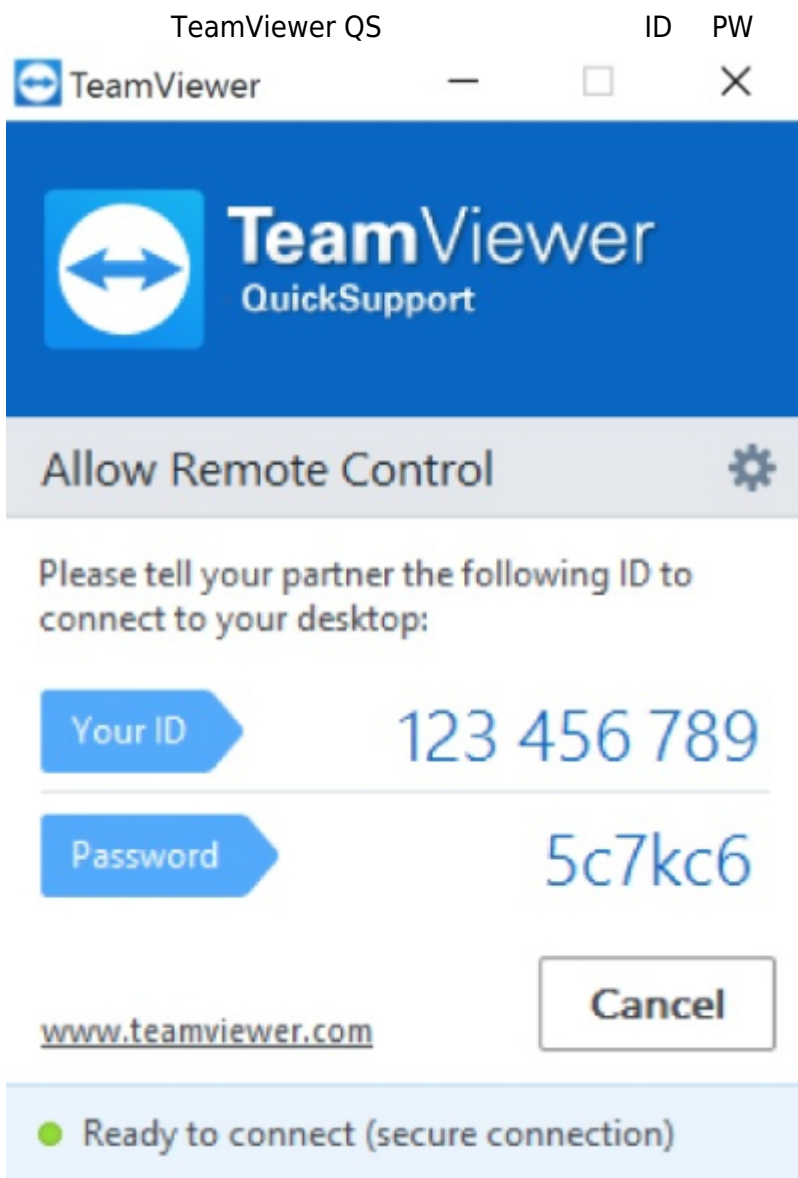 TeamViewer QS ID PW
TeamViewer
TeamViewer
QuickSupport
Allow Remote Control
Please tell your partner the following ID to
connect to your desktop:
Your ID 123 456 789
Password 5c7kc6
Cancel
www.teamviewer.com
Ready to connect (secure connection)